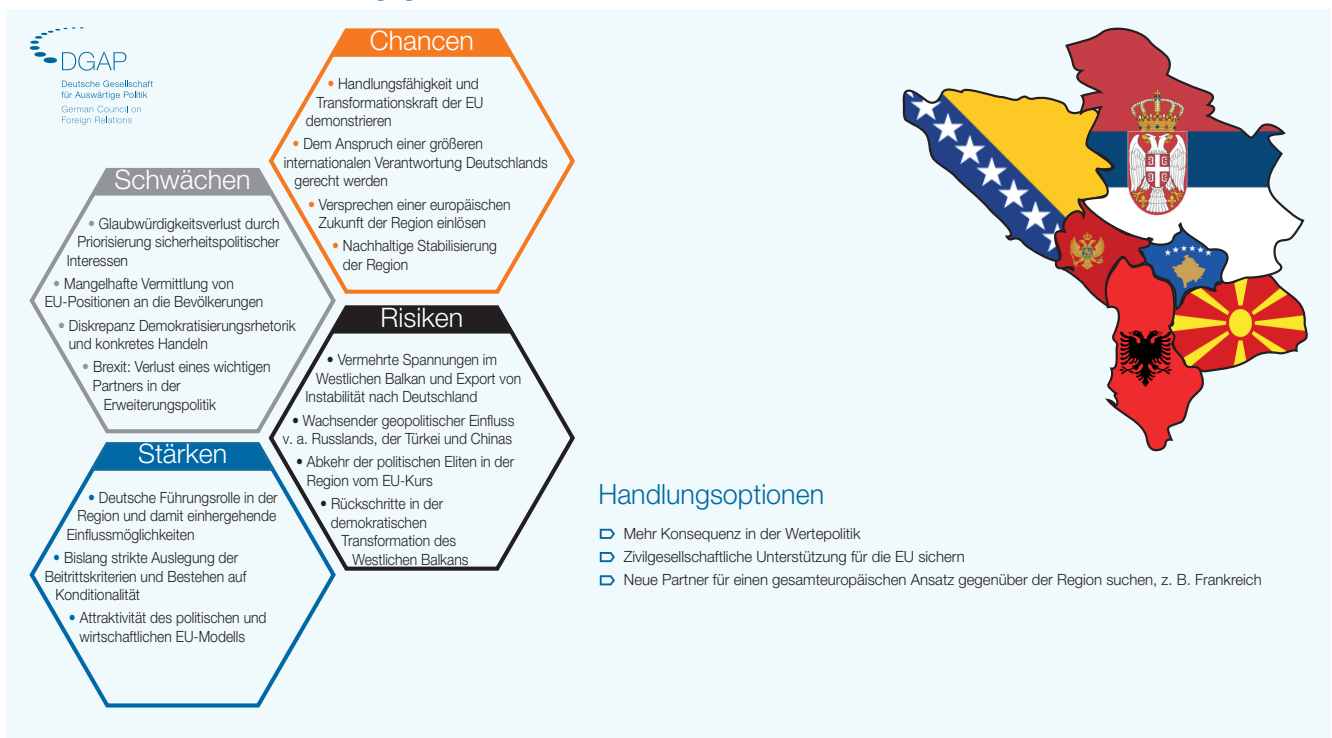 DGAP
Deutsche Gesellschaft
für Auswärtige Politik
German Council on
Foreign Relations
Chancen
• Handlungsfähigkeit und
Transformationskraft der EU
demonstrieren
• Dem Anspruch einer größeren
internationalen Verantwortung Deutschlands
gerecht werden
• Versprechen einer europäischen
Zukunft der Region einlösen
• Nachhaltige Stabilisierung
der Region
Schwächen
• Glaubwürdigkeitsverlust durch
Priorisierung sicherheitspolitischer
Interessen
• Mangelhafte Vermittlung von
EU-Positionen an die Bevölkerungen
• Diskrepanz Demokratisierungsrhetorik
und konkretes Handeln
• Brexit: Verlust eines wichtigen
Partners in der
Erweiterungspolitik
Risiken
• Vermehrte Spannungen im
Westlichen Balkan und Export von
Instabilität nach Deutschland
• Wachsender geopolitischer Einfluss
v. a. Russlands, der Türkei und Chinas
• Abkehr der politischen Eliten in der
Region vom EU-Kurs
• Rückschritte in der
demokratischen
Transformation des
Westlichen Balkans
Stärken
• Deutsche Führungsrolle in der
Region und damit einhergehende
Einflussmöglichkeiten
• Bislang strikte Auslegung der
Beitrittskriterien und Bestehen auf
Konditionalität
• Attraktivität des politischen und
wirtschaftlichen EU-Modells
Handlungsoptionen
Mehr Konsequenz in der Wertepolitik
Zivilgesellschaftliche Unterstützung für die EU sichern
Neue Partner für einen gesamteuropäischen Ansatz gegenüber der Region suchen, z. B. Frankreich